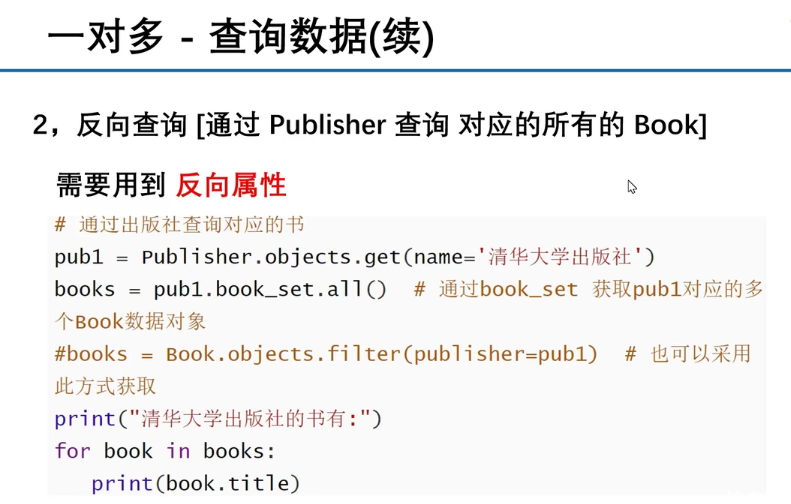 一对多 - 查询数据(续)
2，反向查询 [通过 Publisher 查询 对应的所有的 Book]
需要用到 反向属性
# 通过出版社查询对应的书
pub1 = Publisher.objects.get(name='清华大学出版社')
books = pub1.book_set.all()  # 通过book_set 获取pub1对应的多
个Book数据对象
#books = Book.objects.filter(publisher=pub1)  # 也可以采用
此方式获取
print("清华大学出版社的书有:")
for book in books:
   print(book.title)